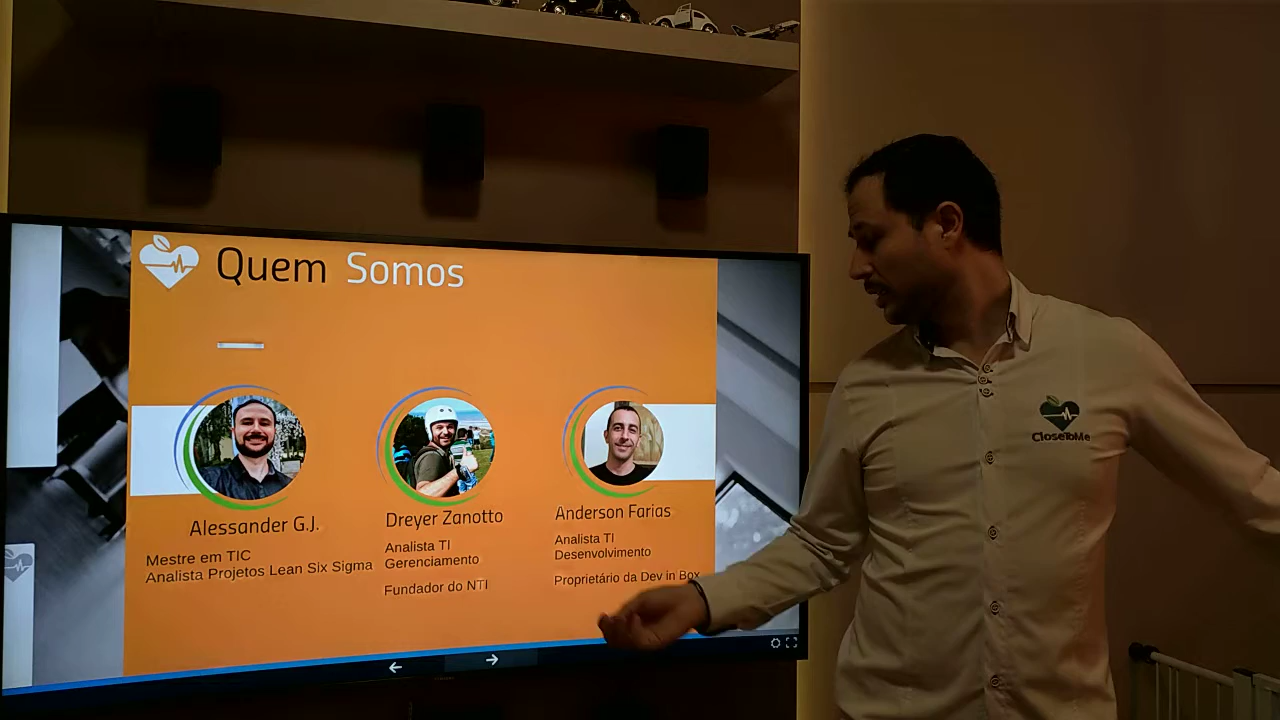 Quem Somos
Alessander G.J.
Mestre em TIC
Analista Projetos Lean Six Sigma
Dreyer Zanotto
Analista TI
Gerenciamento
Fundador do NTI
Anderson Farias
Analista TI
Desenvolvimento
Proprietário da Dev in Box
CloseToMe